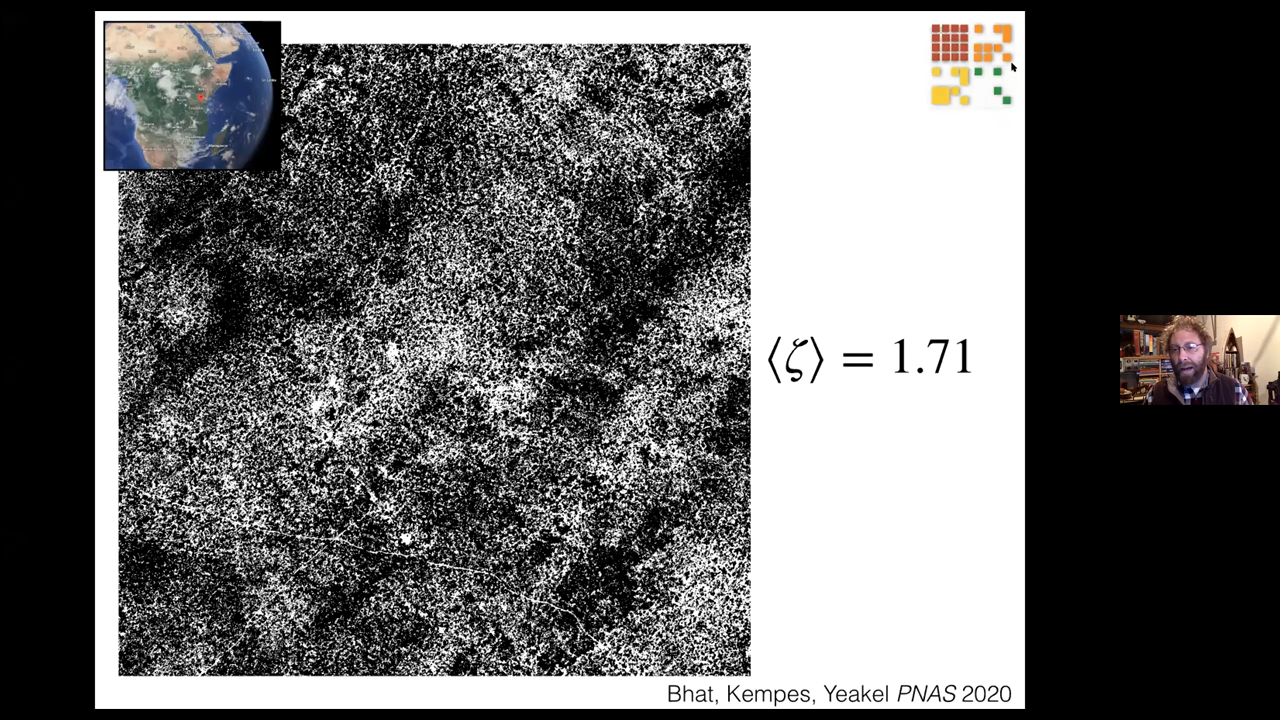 ⟨ζ⟩ = 1.71
Bhat, Kempes, Yeakel PNAS 2020